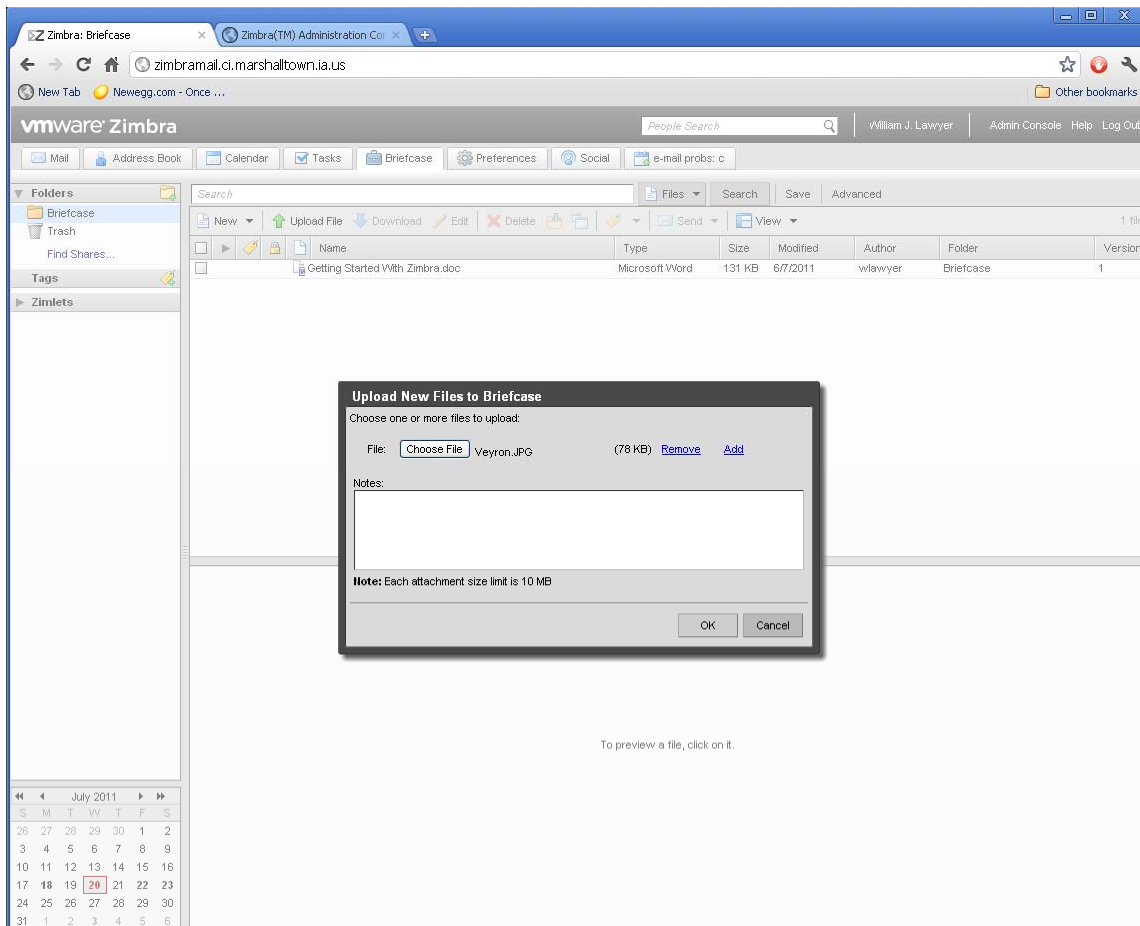 Zimbra: Briefcase
Zimbra(TM) Administration Co
zimbramail.ci.marshalltown.ia.us
New Tab
Newegg.com - Once ...
Other bookmarks
vmware Zimbra
People Search
William J. Lawyer
Admin Console
Help
Log Out
Mail
Address Book
Calendar
Tasks
Briefcase
Preferences
Social
e-mail probs: c
Folders
Briefcase
Trash
Find Shares...
Tags
Zimlets
Search
Files
Search
Save
Advanced
New
Upload File
Download
Edit
Delete
Send
View
1 file
Name
Type
Size
Modified
Author
Folder
Version
Getting Started With Zimbra.doc
Microsoft Word
131 KB
6/7/2011
wlawyer
Briefcase
1
Upload New Files to Briefcase
Choose one or more files to upload:
File:
Choose File
Veyron.JPG
(78 KB)
Remove
Add
Notes:
Note: Each attachment size limit is 10 MB
OK
Cancel
To preview a file, click on it.
July 2011
S M T W T F S
26 27 28 29 30 1 2
3 4 5 6 7 8 9
10 11 12 13 14 15 16
17 18 19 20 21 22 23
24 25 26 27 28 29 30
31 1 2 3 4 5 6